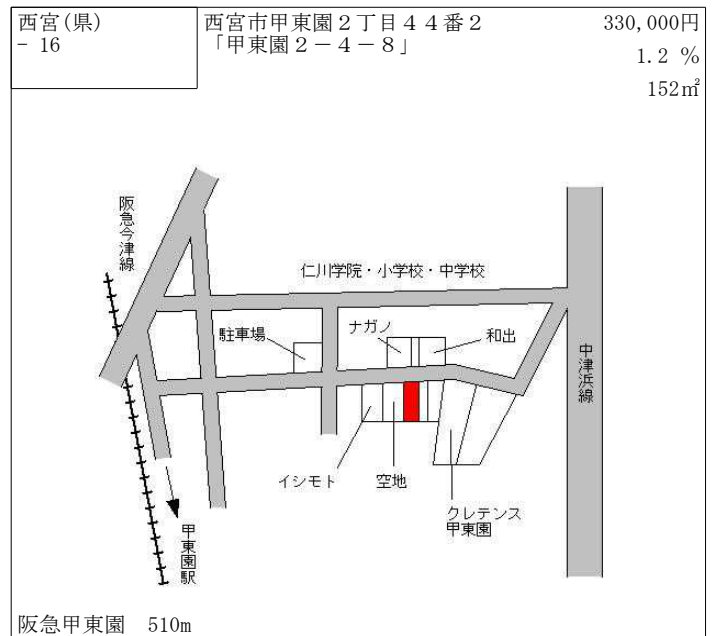 西宮(県)
- 16
西宮市甲東園２丁目４４番２
「甲東園２－４－８」
330,000円
1.2 %
152㎡
阪急今津線
仁川学院・小学校・中学校
駐車場
ナガノ
和出
中津浜線
イシモト
空地
クレテンス
甲東園
甲東園駅
阪急甲東園 510m